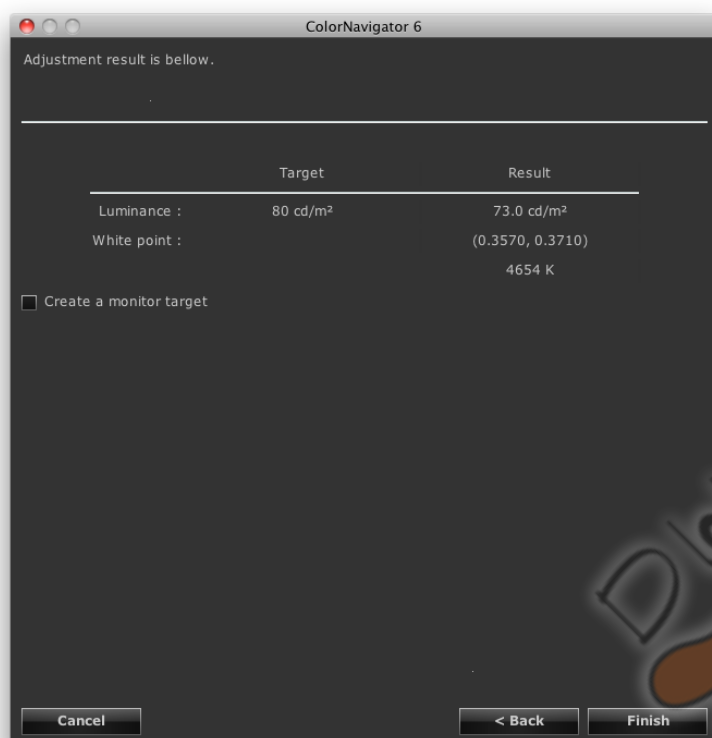 ColorNavigator 6
Adjustment result is bellow.
Target Result
Luminance : 80 cd/m² 73.0 cd/m²
White point : (0.3570, 0.3710)
4654 K
Create a monitor target
Cancel < Back Finish